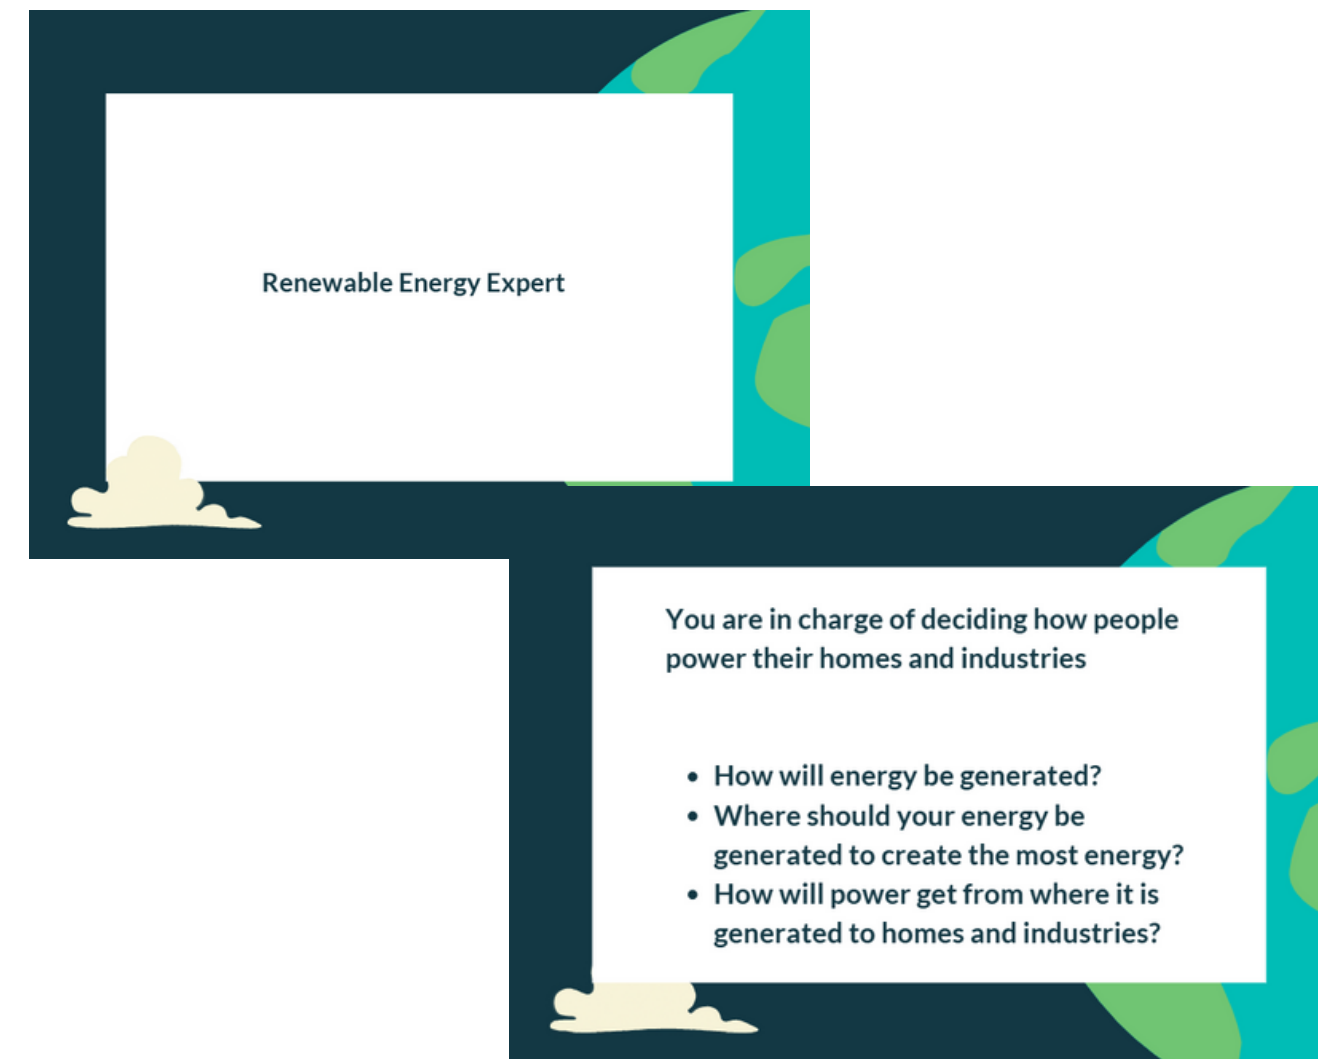 Renewable Energy Expert
You are in charge of deciding how people
power their homes and industries
• How will energy be generated?
• Where should your energy be
generated to create the most energy?
• How will power get from where it is
generated to homes and industries?